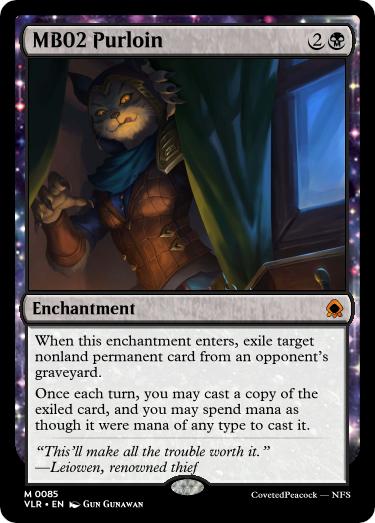 MB02 Purloin 2
Enchantment
When this enchantment enters, exile target
nonland permanent card from an opponent's
graveyard.
Once each turn, you may cast a copy of the
exiled card, and you may spend mana as
though it were mana of any type to cast it.
"This'll make all the trouble worth it."
—Leiowen, renowned thief
M 0085
VLR • EN Gun Gunawan
CovetedPeacock — NFS